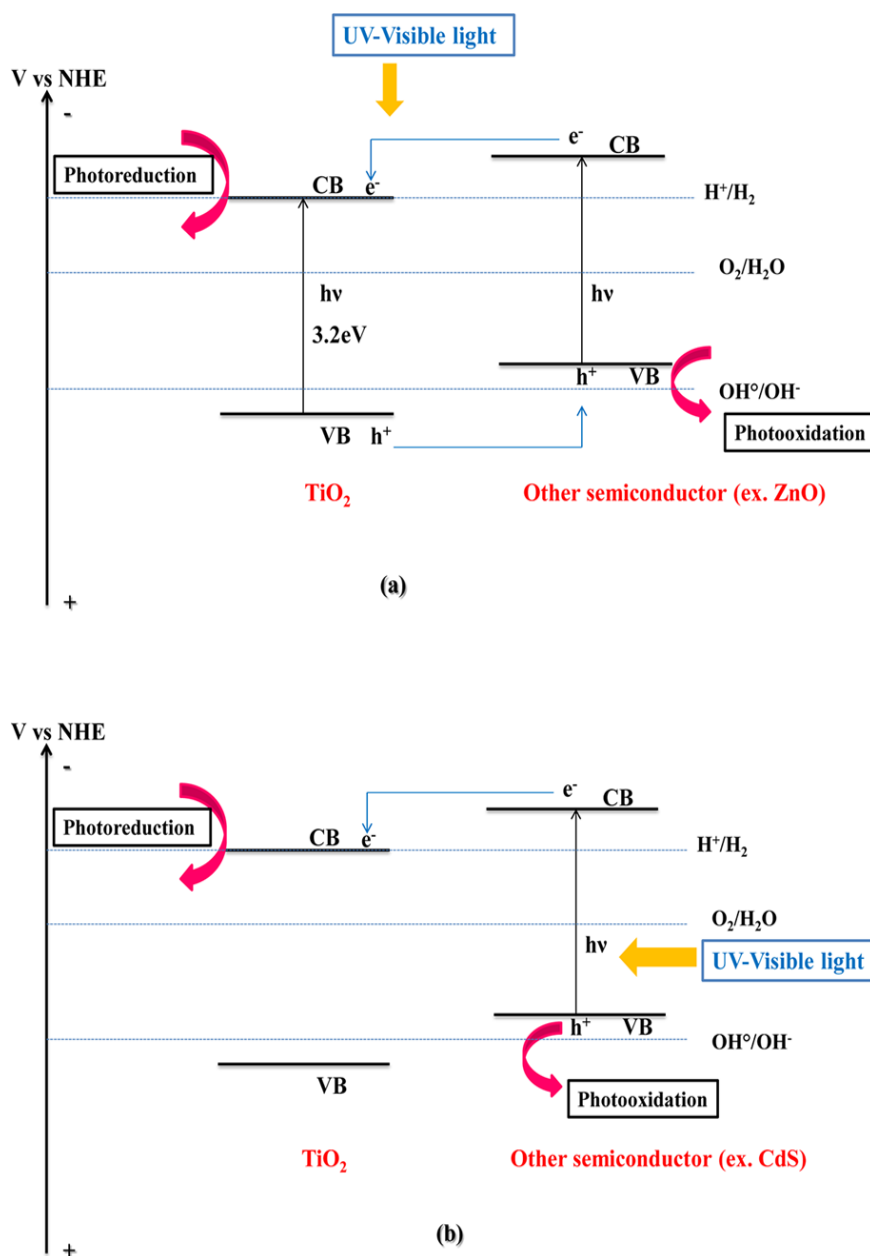 UV-Visible light
V vs NHE
-
e⁻
CB
Photoreduction
CB
e⁻
H⁺/H₂
O₂/H₂O
hν
hν
3.2eV
h⁺
VB
OH°/OH⁻
VB
h⁺
Photooxidation
TiO₂
Other semiconductor (ex. ZnO)
(a)
+
V vs NHE
-
e⁻
CB
Photoreduction
CB
e⁻
H⁺/H₂
O₂/H₂O
hν
UV-Visible light
h⁺
VB
OH°/OH⁻
VB
Photooxidation
TiO₂
Other semiconductor (ex. CdS)
(b)
+